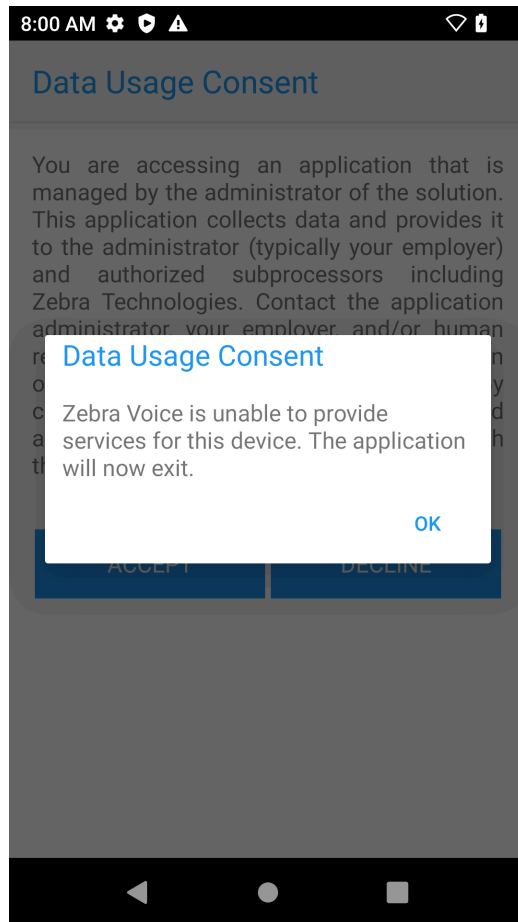 8:00 AM
Data Usage Consent
You are accessing an application that is
managed by the administrator of the solution.
This application collects data and provides it
to the administrator (typically your employer)
and authorized subprocessors including
Zebra Technologies. Contact the application
administrator, your employer, and/or human
Data Usage Consent
Zebra Voice is unable to provide
services for this device. The application
will now exit.
OK
ACCEPT
DECLINE